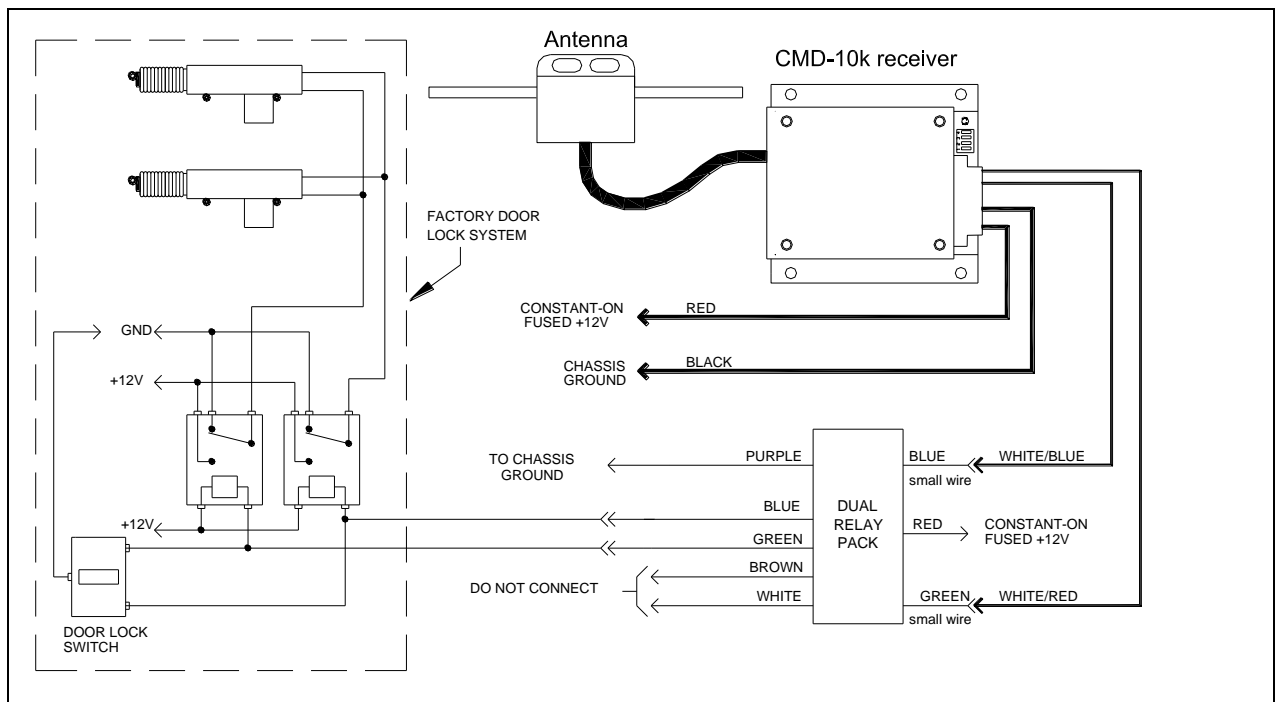 Antenna
CMD-10k receiver
FACTORY DOOR
LOCK SYSTEM
GND
+12V
+12V
DOOR LOCK
SWITCH
CONSTANT-ON
FUSED +12V
RED
CHASSIS
GROUND
BLACK
TO CHASSIS
GROUND
PURPLE
BLUE
GREEN
DO NOT CONNECT
BROWN
WHITE
DUAL
RELAY
PACK
BLUE
small wire
WHITE/BLUE
RED
CONSTANT-ON
FUSED +12V
GREEN
small wire
WHITE/RED